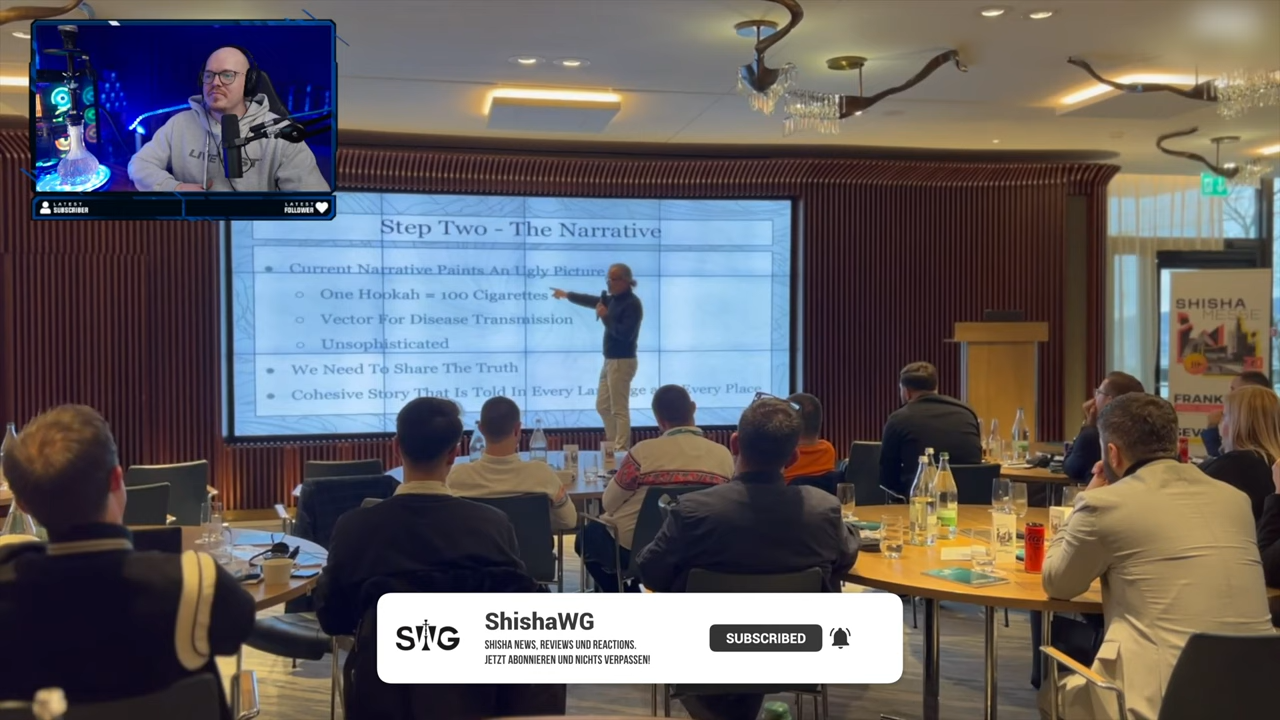 LIVE
LATEST
SUBSCRIBER
LATEST
FOLLOWER
Step Two - The Narrative
Current Narrative Paints An Ugly Picture
One Hookah = 100 Cigarettes
Vector For Disease Transmission
Unsophisticated
We Need To Share The Truth
Cohesive Story That Is Told In Every Every Place
SHISHA
MESSE
FRANK
SWG
ShishaWG
SHISHA NEWS, REVIEWS UND REACTIONS.
JETZT ABONNIEREN UND NICHTS VERPASSEN!
SUBSCRIBED